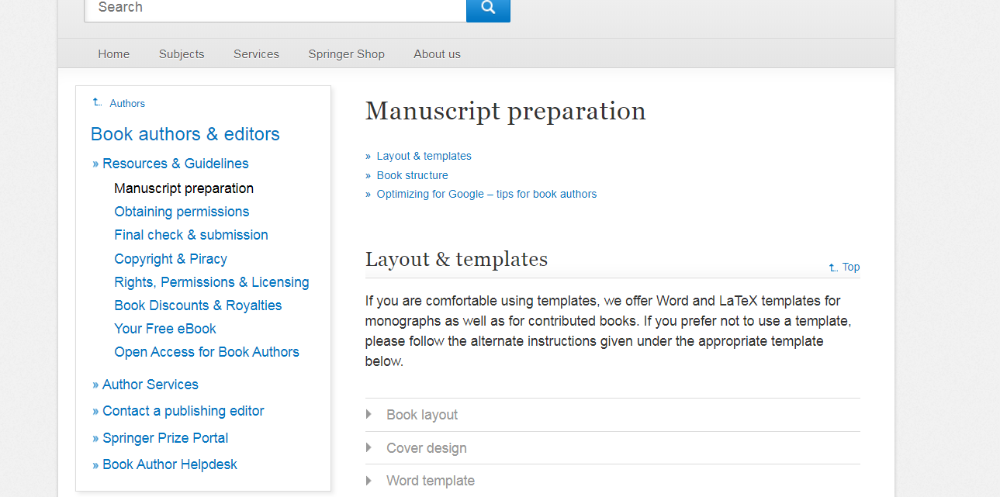 Search
Home Subjects Services Springer Shop About us
Authors
Book authors & editors
» Resources & Guidelines
Manuscript preparation
Obtaining permissions
Final check & submission
Copyright & Piracy
Rights, Permissions & Licensing
Book Discounts & Royalties
Your Free eBook
Open Access for Book Authors
» Author Services
» Contact a publishing editor
» Springer Prize Portal
» Book Author Helpdesk
Manuscript preparation
» Layout & templates
» Book structure
» Optimizing for Google – tips for book authors
Layout & templates
Top
If you are comfortable using templates, we offer Word and LaTeX templates for
monographs as well as for contributed books. If you prefer not to use a template,
please follow the alternate instructions given under the appropriate template
below.
Book layout
Cover design
Word template